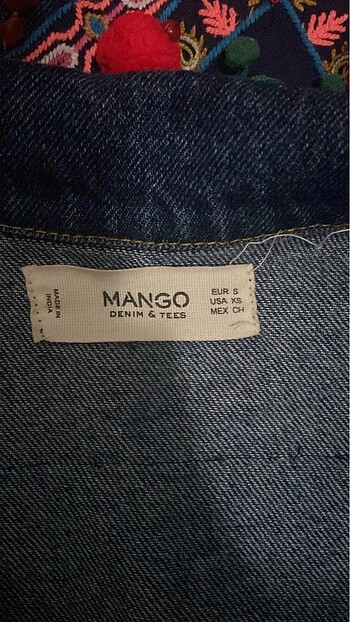 MADE IN
INDIA
MANGO
DENIM & TEES
EUR S
USA XS
MEX CH